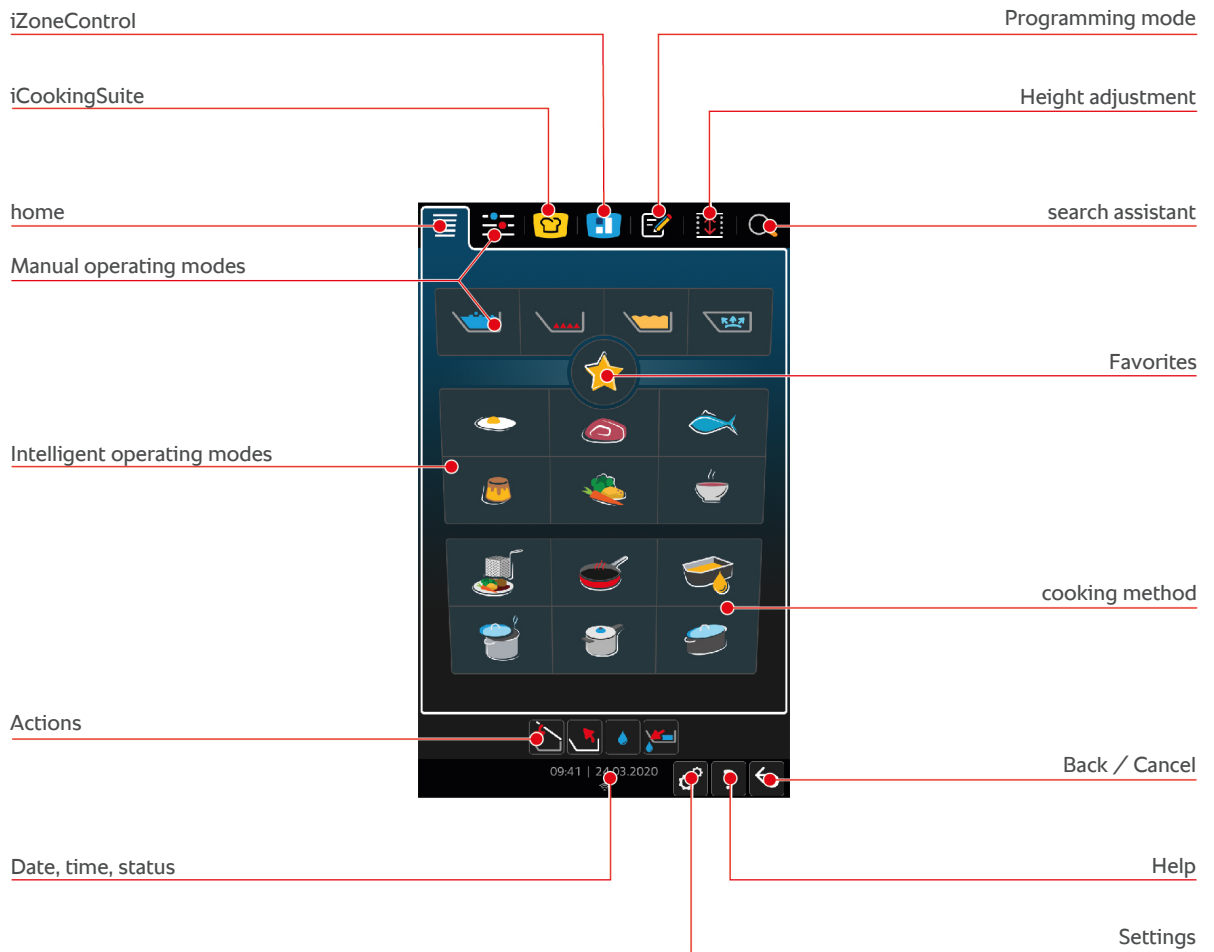 iZoneControl
Programming mode
iCookingSuite
Height adjustment
home
search assistant
Manual operating modes
Favorites
Intelligent operating modes
cooking method
Actions
Back / Cancel
09:41 | 24.03.2020
Date, time, status
Help
Settings